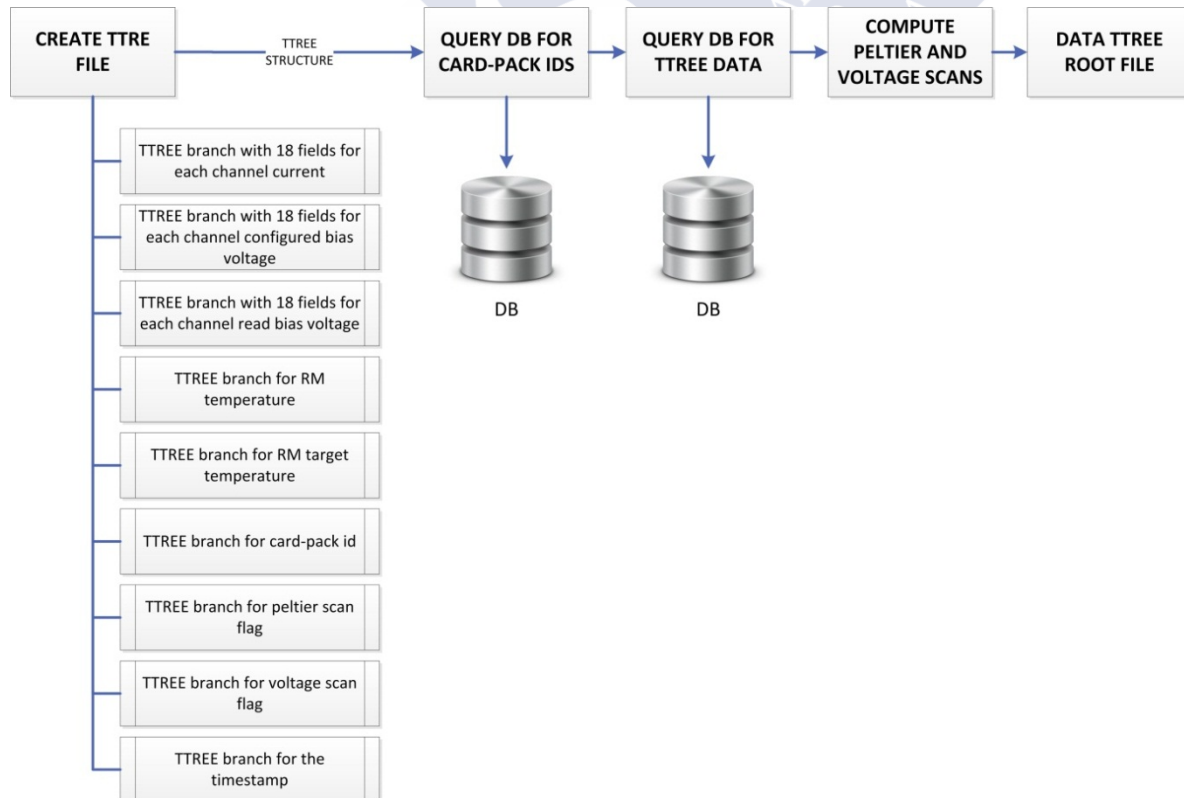 CREATE TTRE
FILE
TTREE
STRUCTURE
QUERY DB FOR
CARD-PACK IDS
QUERY DB FOR
TTREE DATA
COMPUTE
PELTIER AND
VOLTAGE SCANS
DATA TTREE
ROOT FILE
TTREE branch with 18 fields for
each channel current
TTREE branch with 18 fields for
each channel configured bias
voltage
TTREE branch with 18 fields for
each channel read bias voltage
TTREE branch for RM
temperature
TTREE branch for RM target
temperature
TTREE branch for card-pack id
TTREE branch for peltier scan
flag
TTREE branch for voltage scan
flag
TTREE branch for the
timestamp
DB
DB